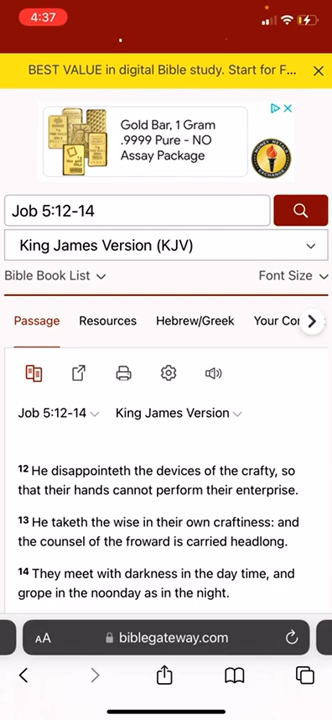 4:37
BEST VALUE in digital Bible study. Start for F...
Gold Bar, 1 Gram
.9999 Pure - NO
Assay Package
Job 5:12-14
King James Version (KJV)
Bible Book List
Font Size
Passage Resources Hebrew/Greek Your Co
Job 5:12-14 King James Version
12 He disappointeth the devices of the crafty, so
that their hands cannot perform their enterprise.
13 He taketh the wise in their own craftiness: and
the counsel of the froward is carried headlong.
14 They meet with darkness in the day time, and
grope in the noonday as in the night.
AA biblegateway.com